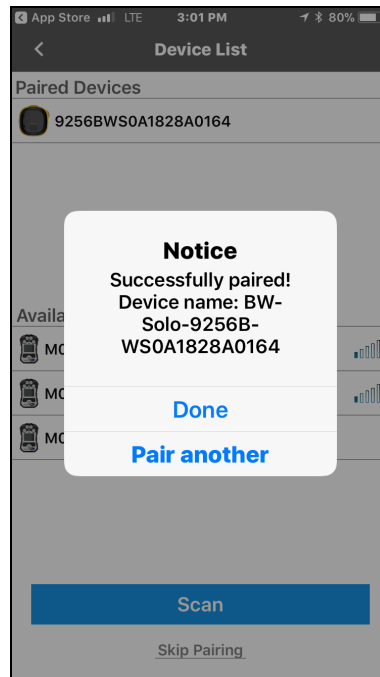 App Store LTE 3:01 PM 80%
Device List
Paired Devices
9256BWS0A1828A0164
Notice
Successfully paired!
Device name: BW-
Solo-9256B-
WS0A1828A0164
Done
Pair another
Scan
Skip Pairing